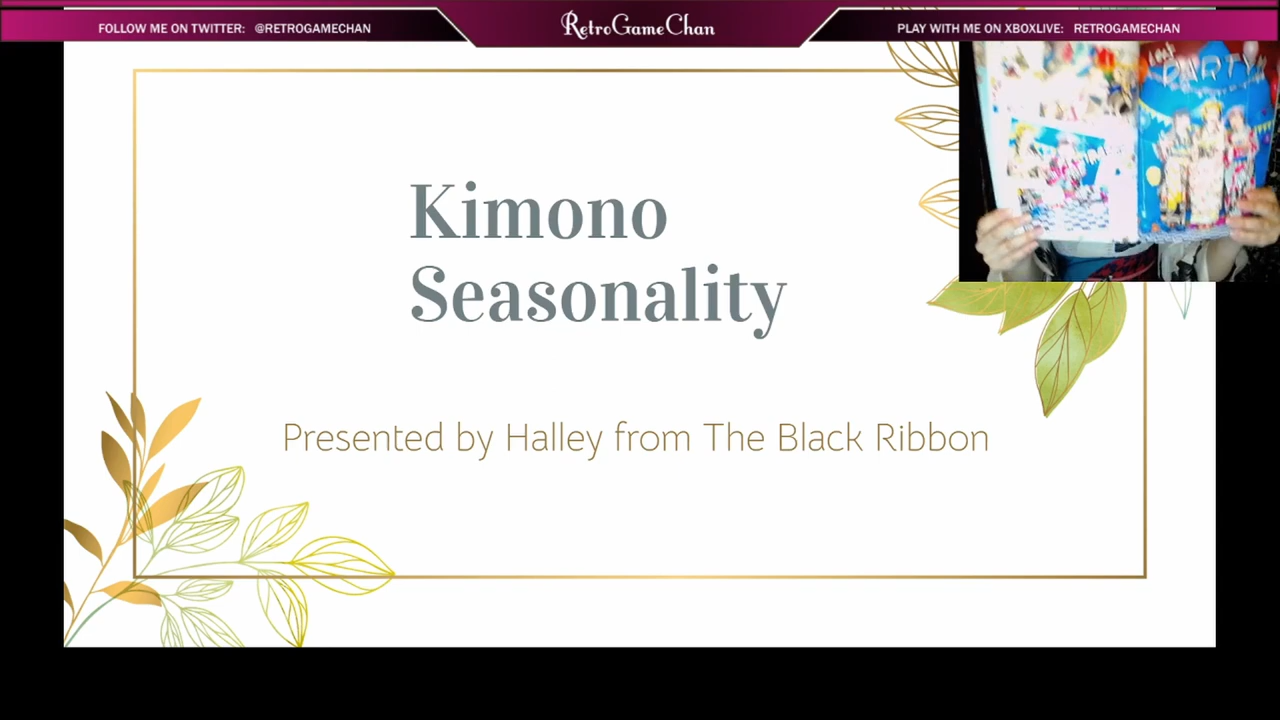 FOLLOW ME ON TWITTER: @RETROGAMECHAN
RetroGameChan
PLAY WITH ME ON XBOXLIVE: RETROGAMECHAN
PARTY
Kimono
Seasonality
Presented by Halley from The Black Ribbon